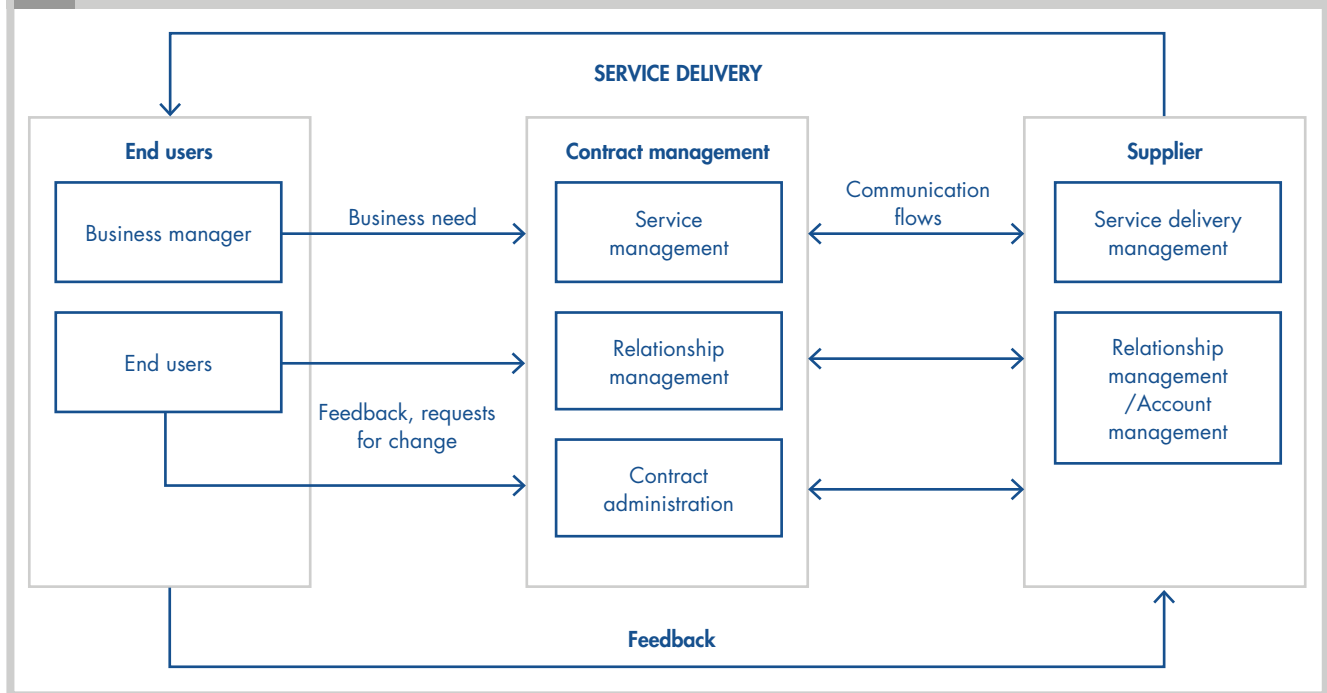 SERVICE DELIVERY
End users
Business manager
End users
Business need
Feedback, requests
for change
Contract management
Service
management
Relationship
management
Contract
administration
Communication
flows
Supplier
Service delivery
management
Relationship
management
/Account
management
Feedback